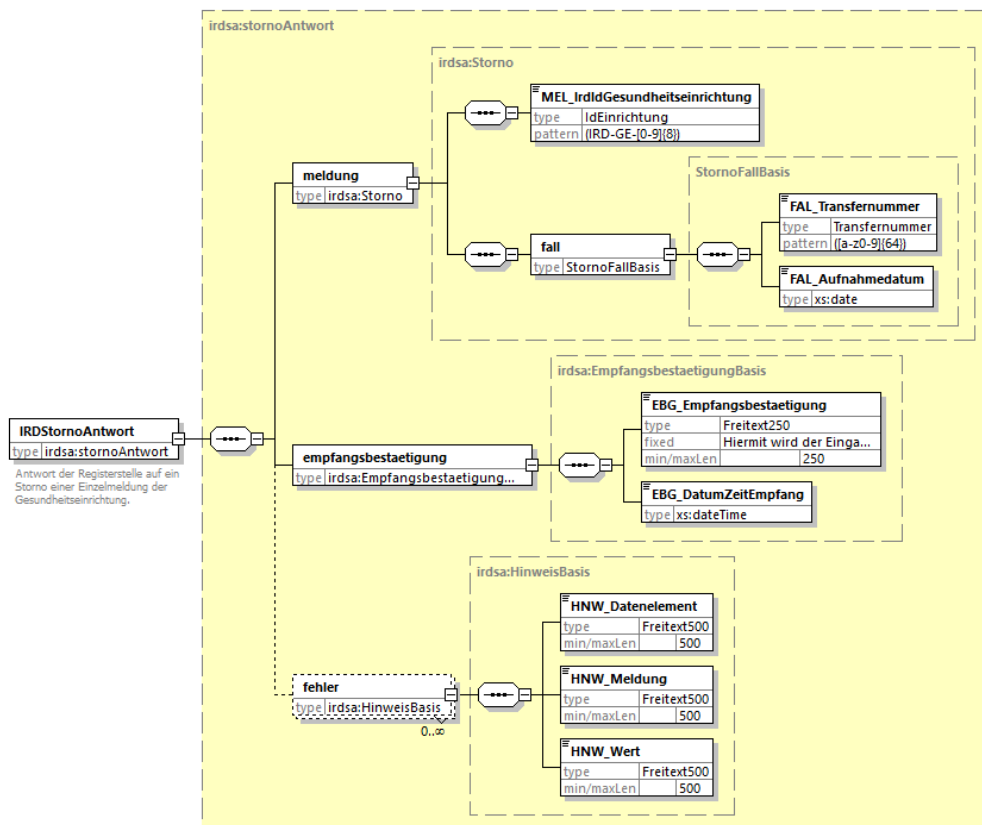 irdsa:stornoAntwort
irdsa:Storno
MEL_IrdIdGesundheitseinrichtung
type IdEinrichtung
pattern (IRD-GE-[0-9]{8})
meldung
type irdsa:Storno
StornoFallBasis
FAL_Transfernummer
type Transfernummer
pattern ([a-z0-9]{64})
fall
type StornoFallBasis
FAL_Aufnahmedatum
type xs:date
irdsa:EmpfangsbestaetigungBasis
EBG_Empfangsbestaetigung
type Freitext250
fixed Hiermit wird der Einga...
min/maxLen 250
IRDStornoAntwort
type irdsa:stornoAntwort
Antwort der Registerstelle auf ein
Storno einer Einzelmeldung der
Gesundheitseinrichtung.
empfangsbestaetigung
type irdsa:Empfangsbestaetigung...
EBG_DatumZeitEmpfang
type xs:dateTime
irdsa:HinweisBasis
HNW_Datenelement
type Freitext500
min/maxLen 500
fehler
type irdsa:HinweisBasis
0..∞
HNW_Meldung
type Freitext500
min/maxLen 500
HNW_Wert
type Freitext500
min/maxLen 500